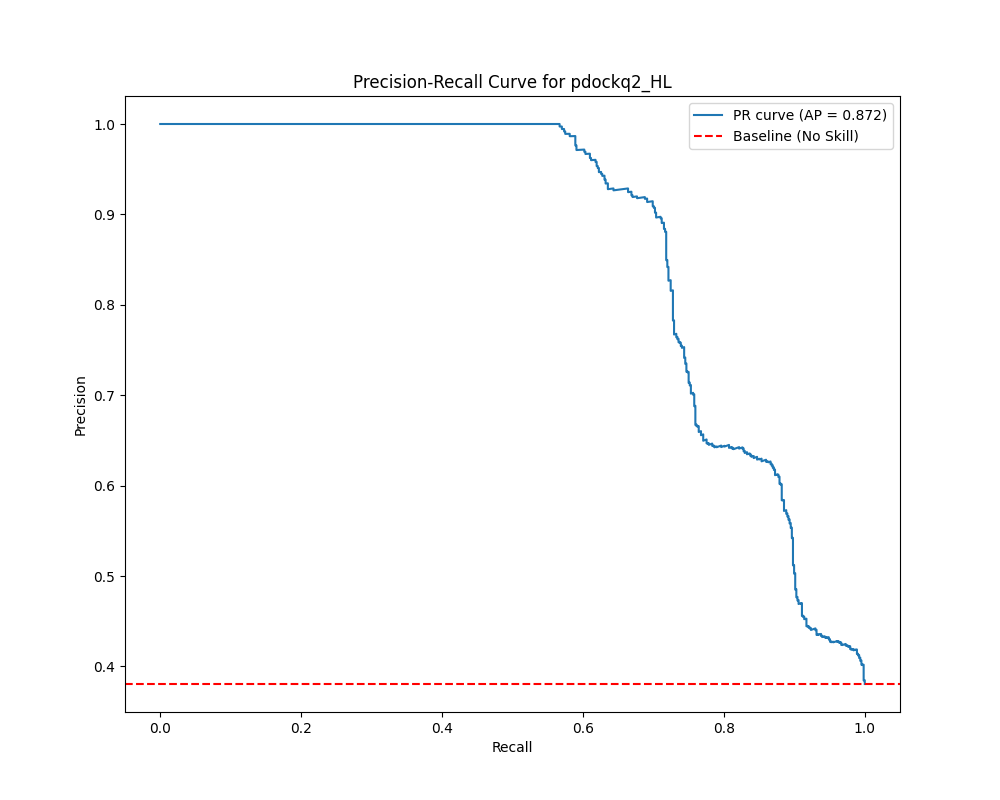 Precision-Recall Curve for pdockq2_HL
PR curve (AP = 0.872)
Baseline (No Skill)
1.0
0.9
0.8
0.7
0.6
0.5
0.4
Precision
0.0 0.2 0.4 0.6 0.8 1.0
Recall